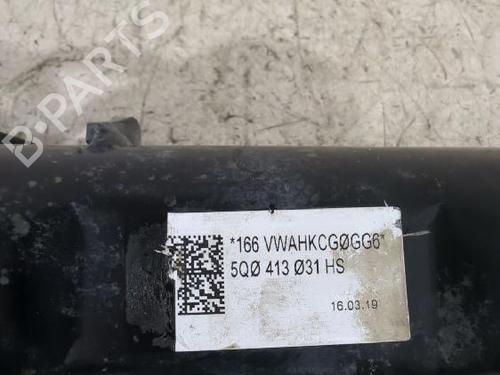 B-PARTS
*166 VWAHKCGØGG6*
5QØ 413 Ø31 HS
16.03.19